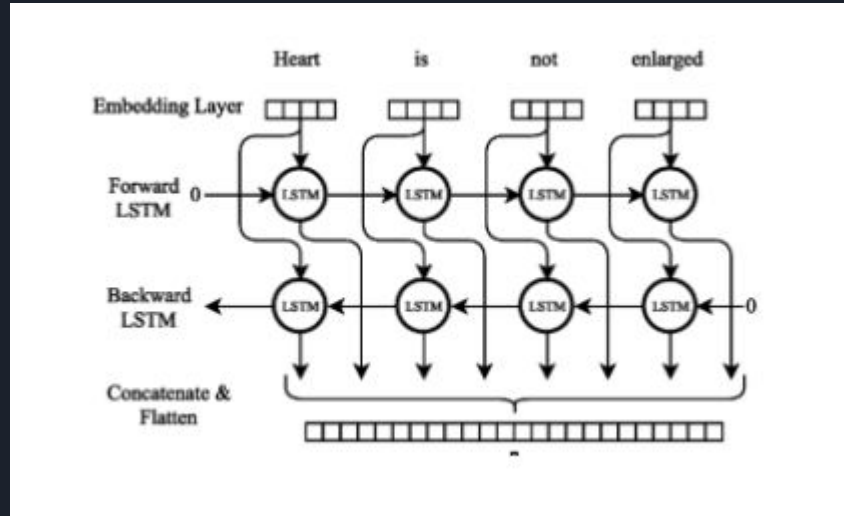 Heart is not enlarged
Embedding Layer
Forward 0 LSTM LSTM LSTM LSTM
LSTM
Backward LSTM LSTM LSTM LSTM 0
LSTM
Concatenate &
Flatten